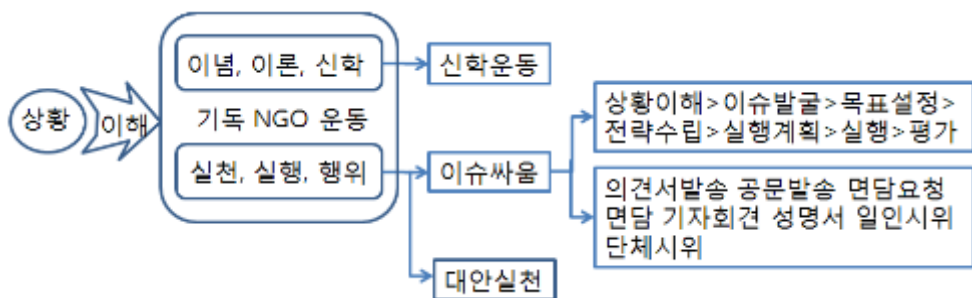 상황
이해
이념, 이론, 신학
기독 NGO 운동
실천, 실행, 행위
신학운동
이슈싸움
대안실천
상황이해>이슈발굴>목표설정>
전략수립>실행계획>실행>평가
의견서발송 공문발송 면담요청
면담 기자회견 성명서 일인시위
단체시위